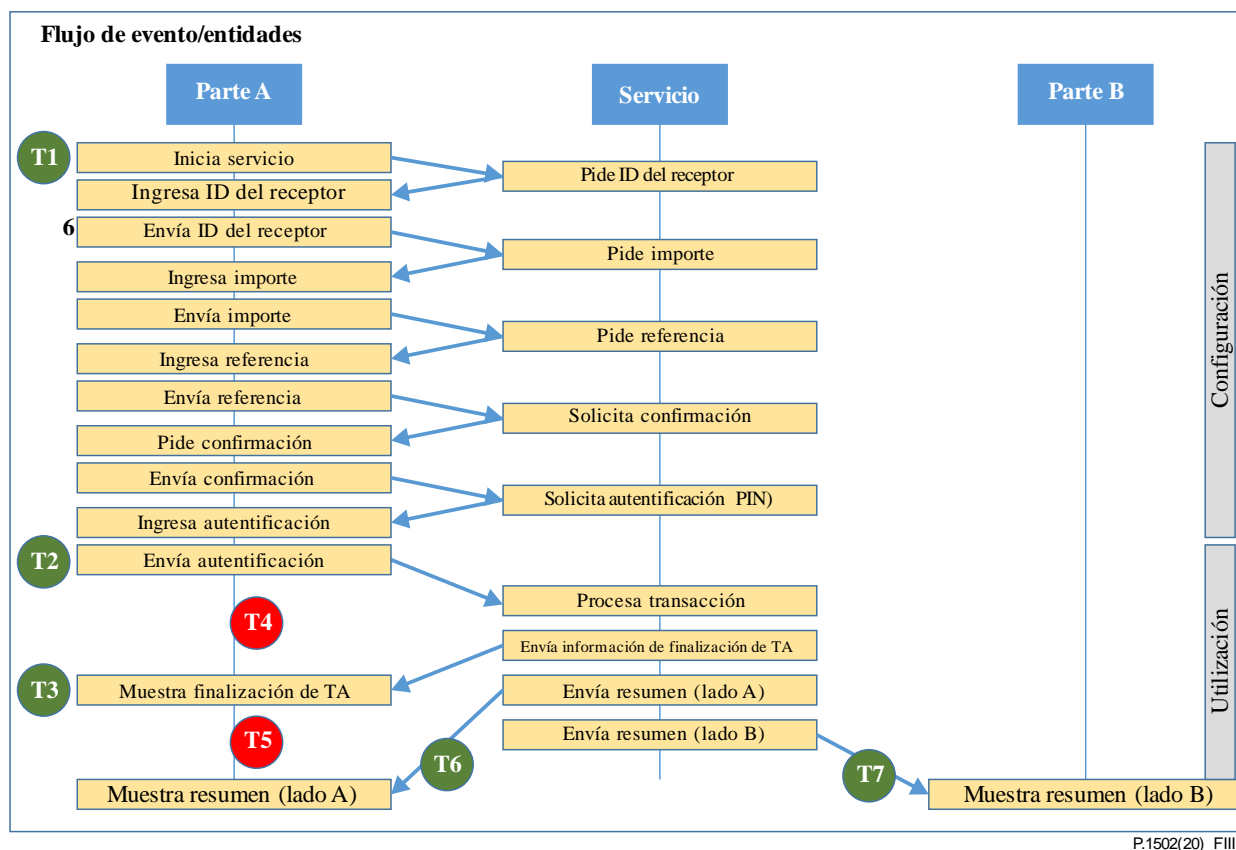 Flujo de evento/entidades
Parte A
Servicio
Parte B
T1
Inicia servicio
Pide ID del receptor
Ingresa ID del receptor
6
Envía ID del receptor
Pide importe
Ingresa importe
Envía importe
Pide referencia
Ingresa referencia
Envía referencia
Solicita confirmación
Pide confirmación
Envía confirmación
Solicita autentificación PIN)
Ingresa autentificación
Configuración
T2
Envía autentificación
Procesa transacción
T4
Envía información de finalización de TA
T3
Muestra finalización de TA
Envía resumen (lado A)
T5
Envía resumen (lado B)
T6
T7
Utilización
Muestra resumen (lado A)
Muestra resumen (lado B)
P.1502(20)_FIII